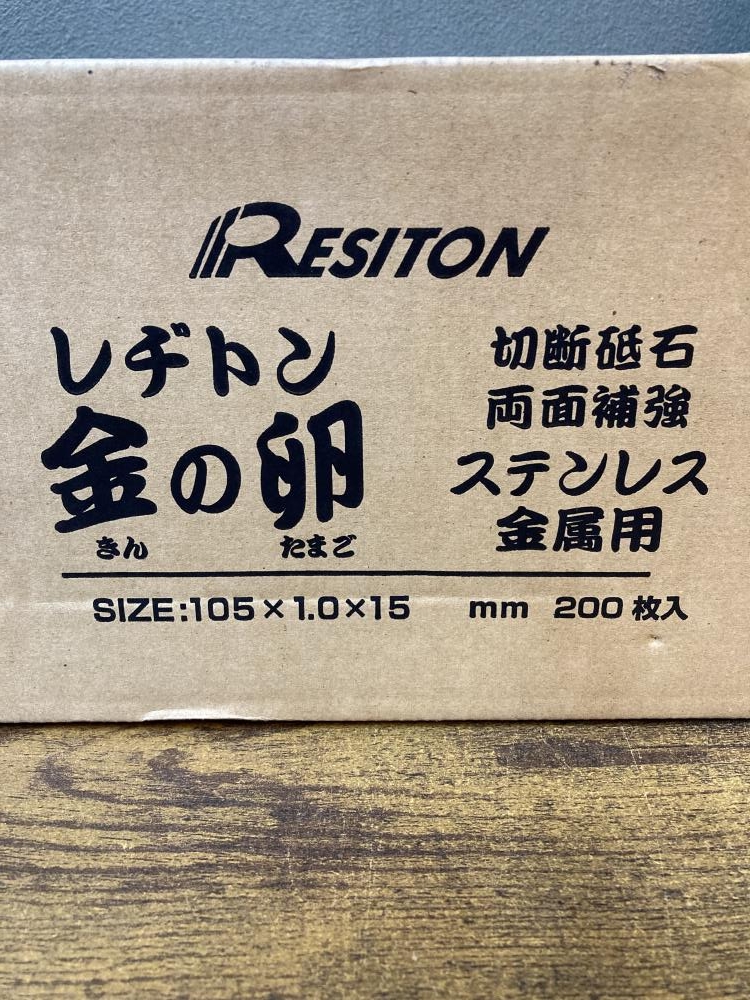 RESITON
レヂトン
金の卵
きん たまご
切断砥石
両面補強
ステンレス
金属用
SIZE:105×1.0×15 mm 200枚入